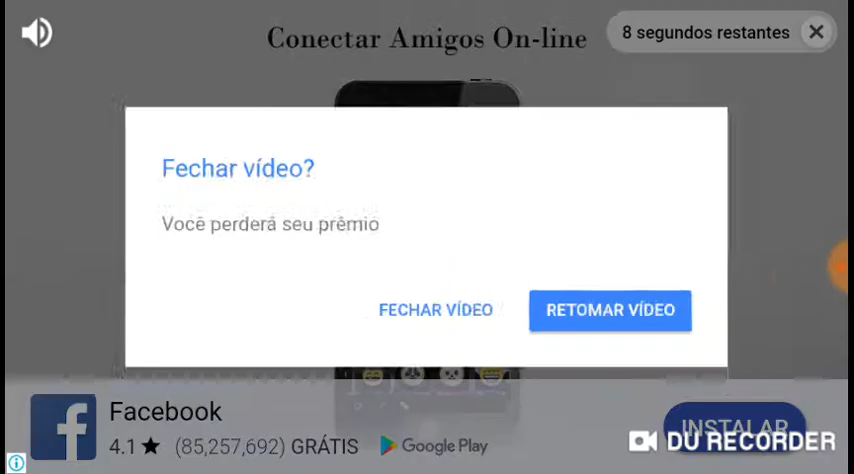 Conectar Amigos On-line
8 segundos restantes
Fechar vídeo?
Você perderá seu prêmio
FECHAR VÍDEO
RETOMAR VÍDEO
Facebook
INSTALAR
4.1 ★ (85,257,692) GRÁTIS
Google Play
DU RECORDER